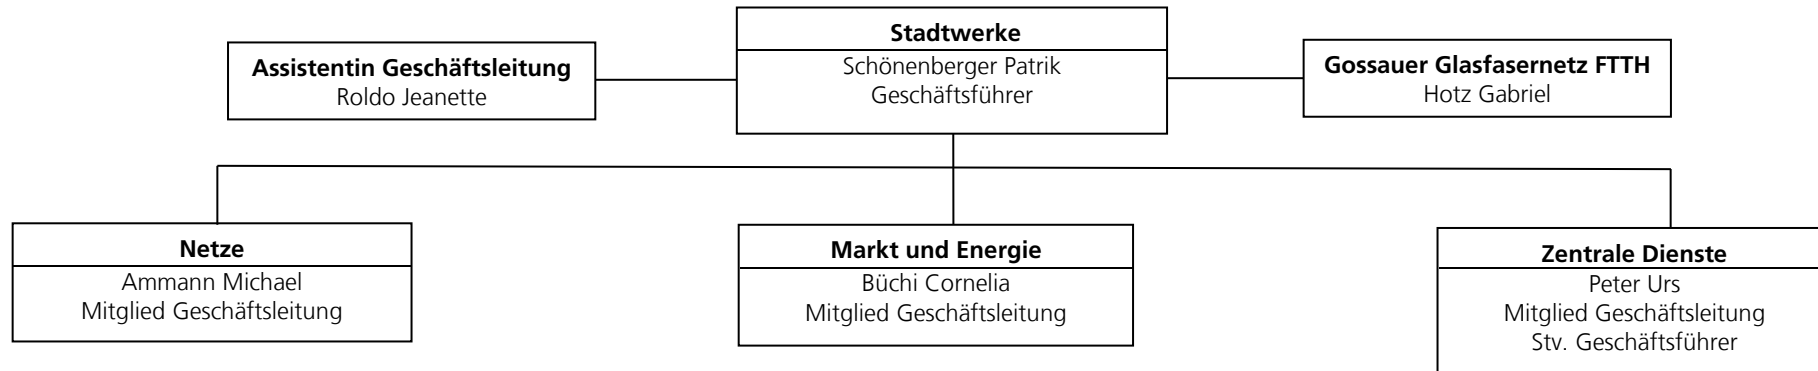 Stadtwerke
Schönenberger Patrik
Geschäftsführer
Assistentin Geschäftsleitung
Roldo Jeanette
Gossauer Glasfasernetz FTTH
Hotz Gabriel
Netze
Ammann Michael
Mitglied Geschäftsleitung
Markt und Energie
Büchi Cornelia
Mitglied Geschäftsleitung
Zentrale Dienste
Peter Urs
Mitglied Geschäftsleitung
Stv. Geschäftsführer